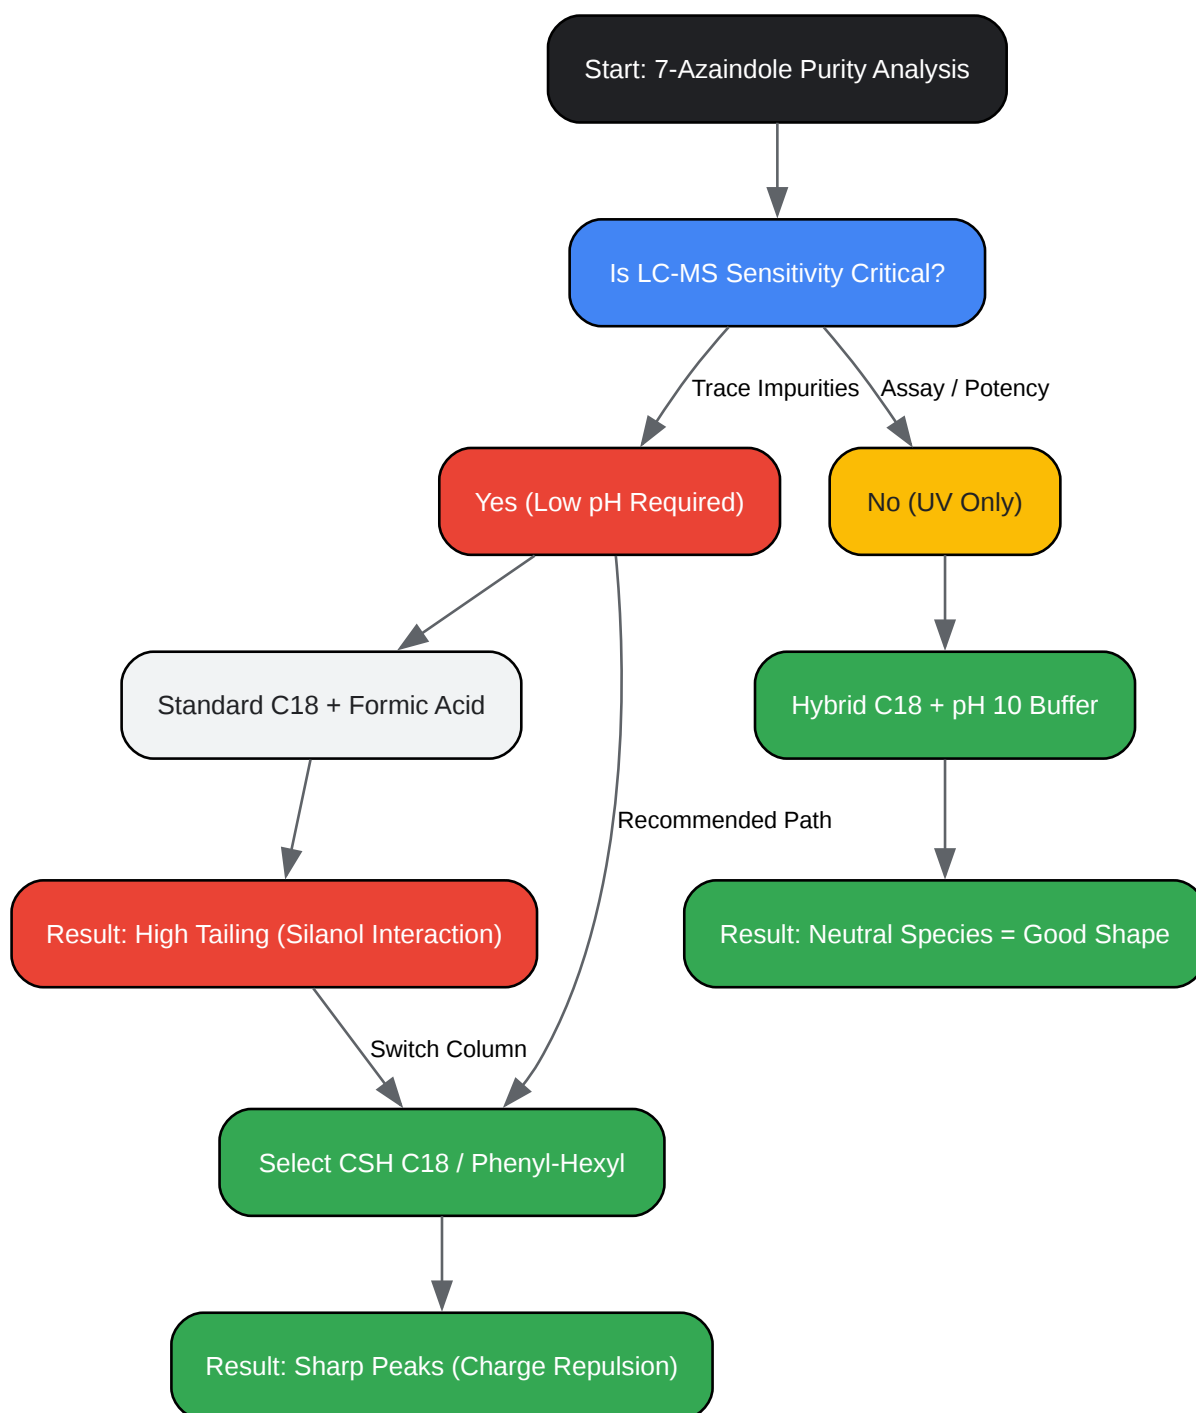 Start: 7-Azaindole Purity Analysis
Is LC-MS Sensitivity Critical?
Trace Impurities
Assay / Potency
Yes (Low pH Required)
No (UV Only)
Standard C18 + Formic Acid
Hybrid C18 + pH 10 Buffer
Recommended Path
Result: High Tailing (Silanol Interaction)
Result: Neutral Species = Good Shape
Switch Column
Select CSH C18 / Phenyl-Hexyl
Result: Sharp Peaks (Charge Repulsion)